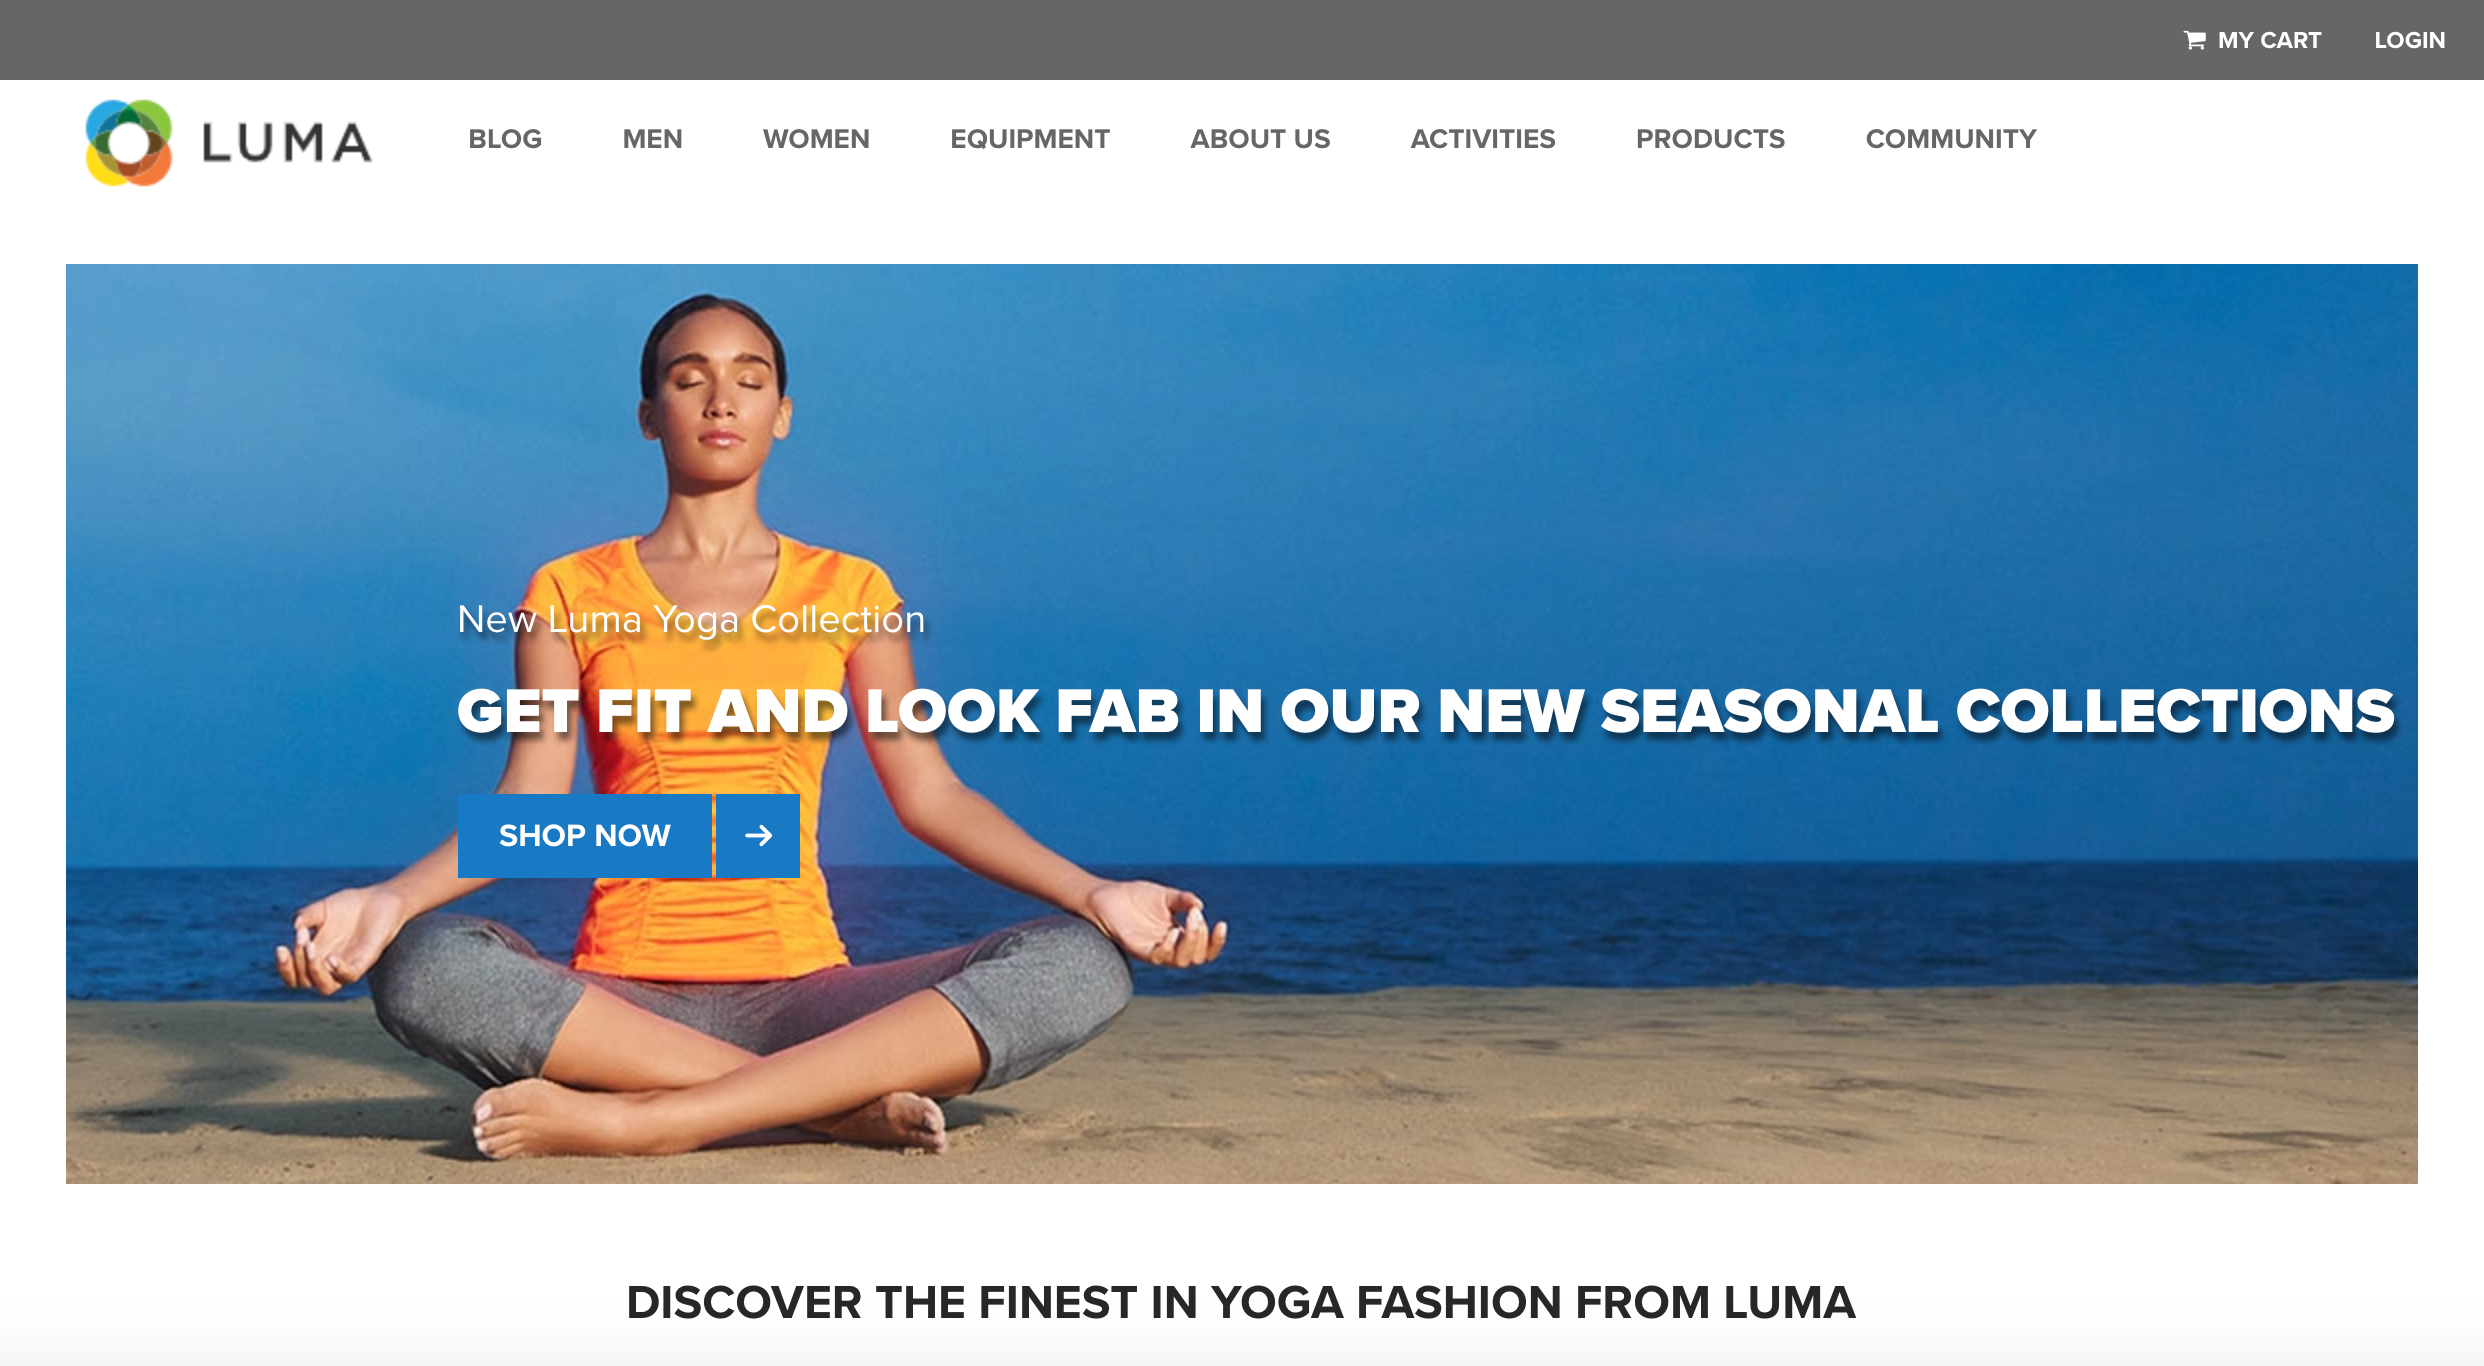 MY CART LOGIN
LUMA BLOG MEN WOMEN EQUIPMENT ABOUT US ACTIVITIES PRODUCTS COMMUNITY
New Luma Yoga Collection
GET FIT AND LOOK FAB IN OUR NEW SEASONAL COLLECTIONS
SHOP NOW →
DISCOVER THE FINEST IN YOGA FASHION FROM LUMA